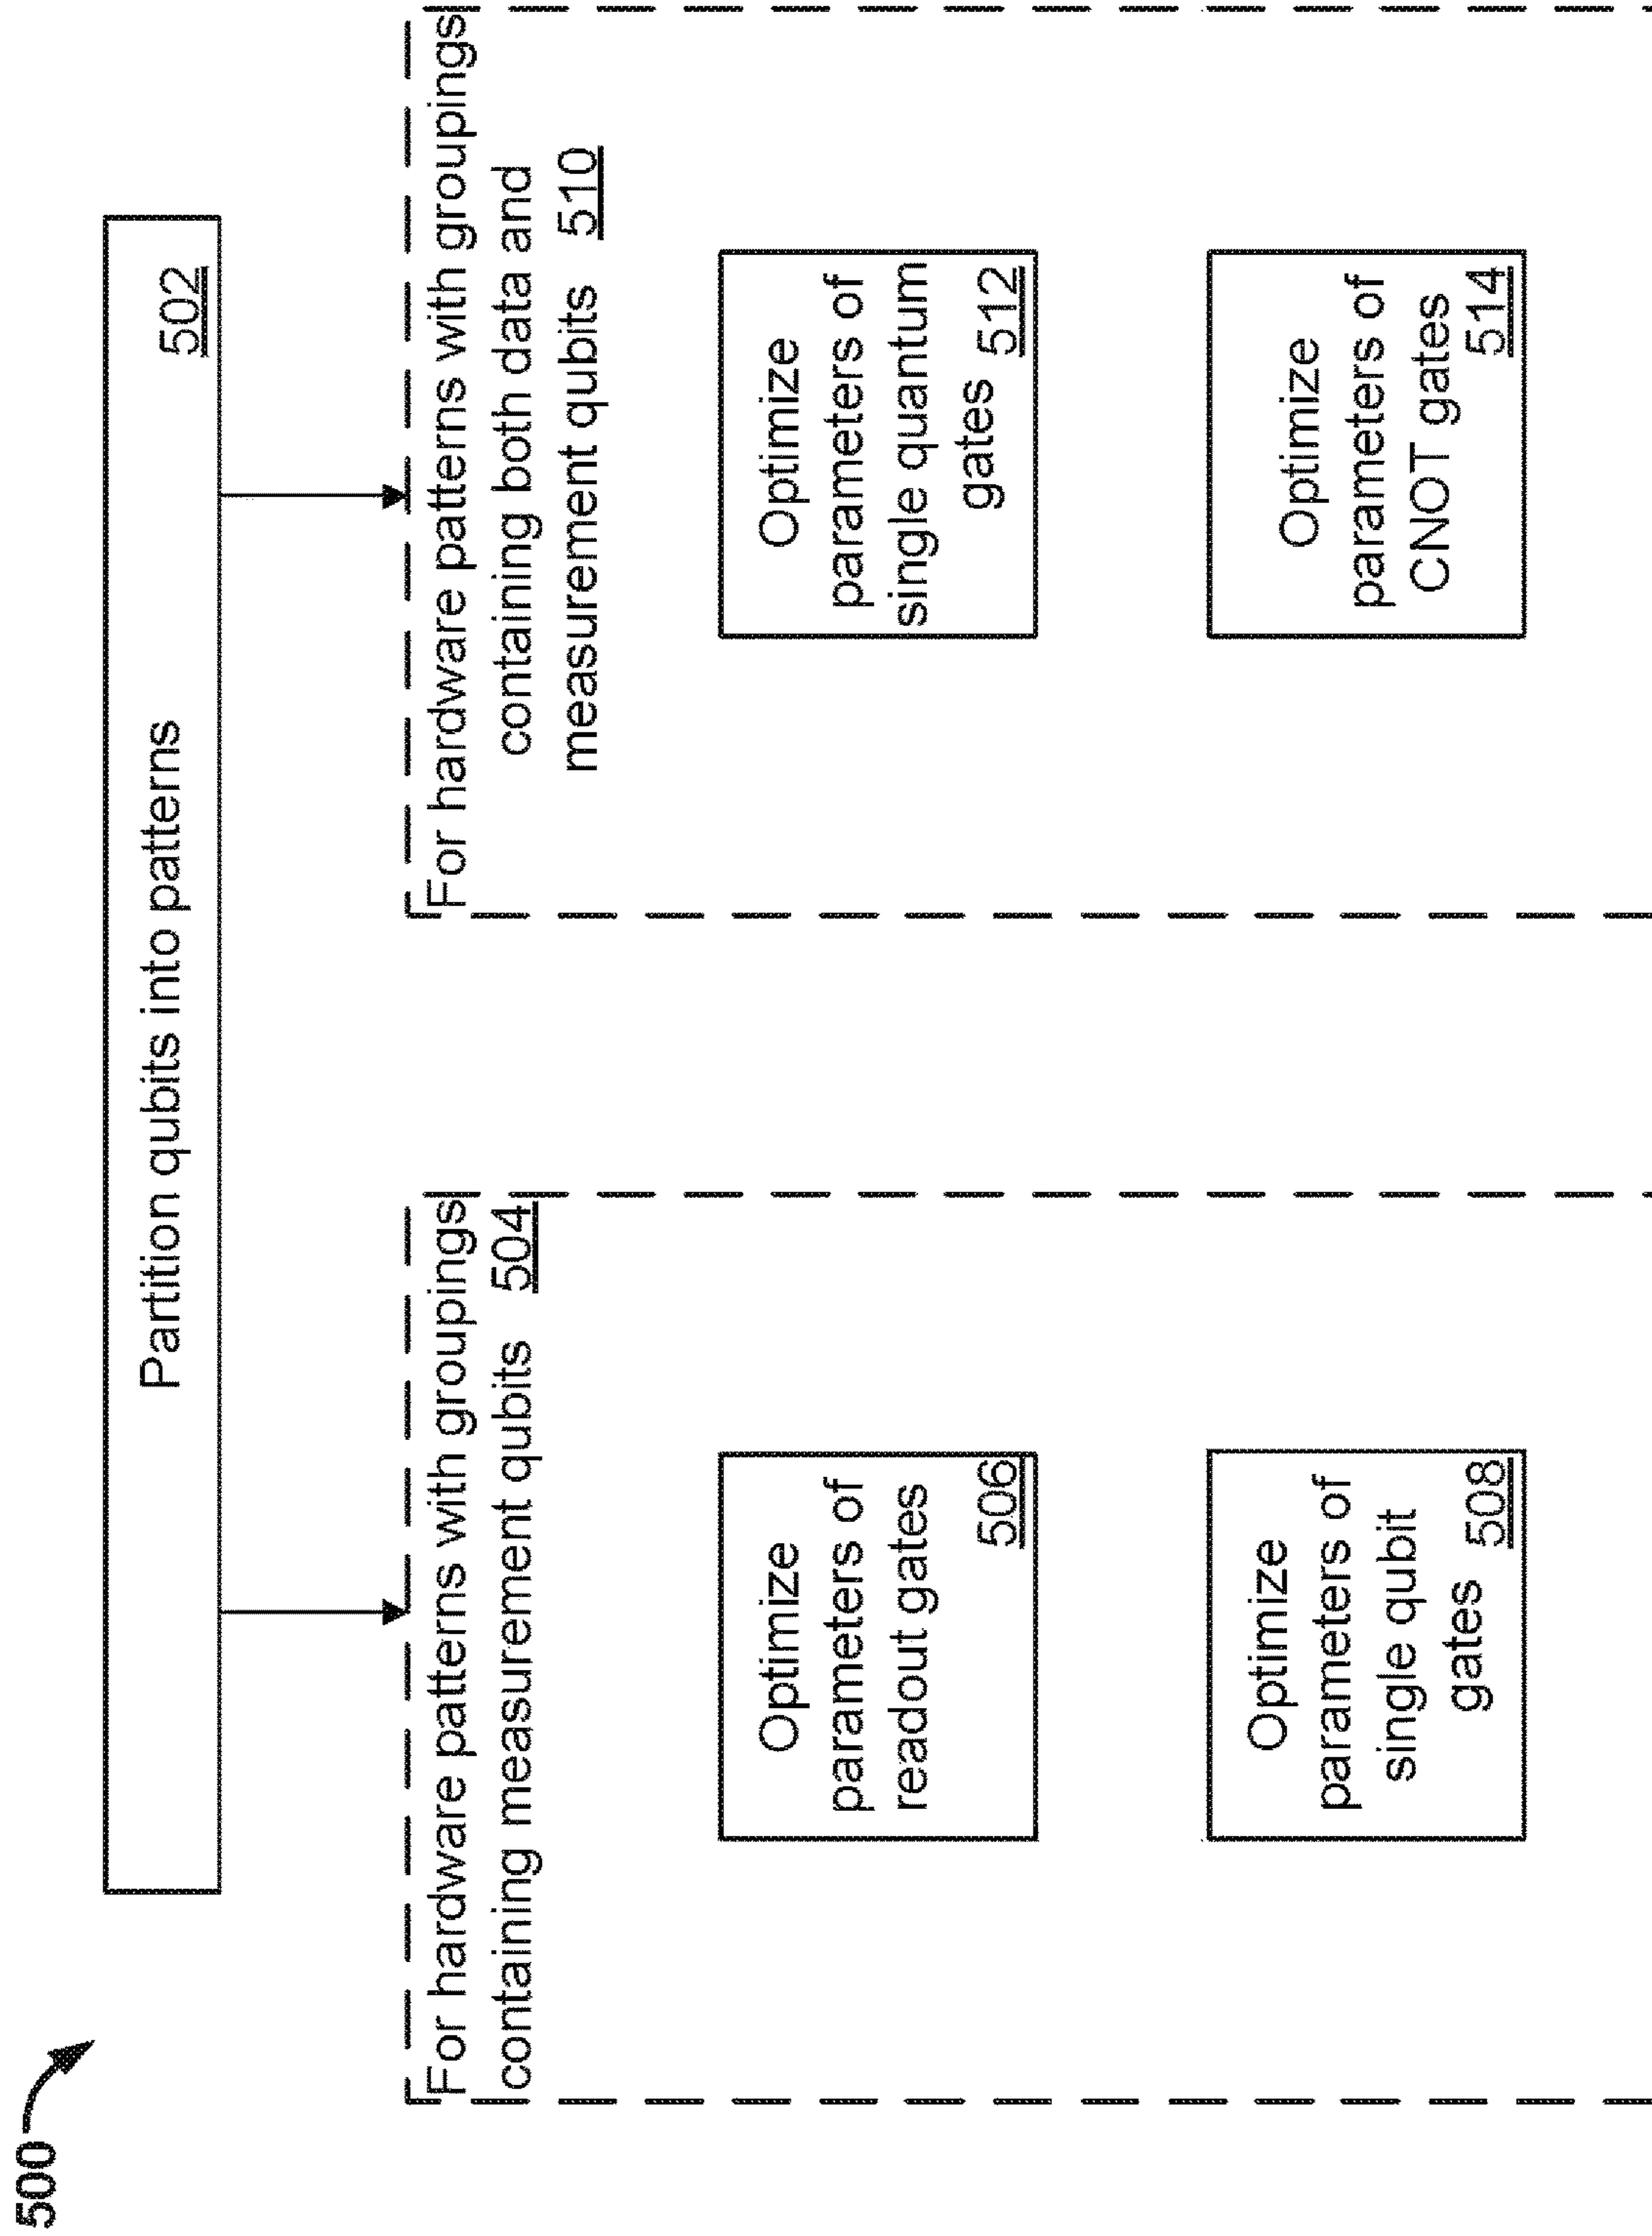 500
Partition qubits into patterns
502
For hardware patterns with groupings
containing measurement qubits 504
Optimize
parameters of
readout gates
506
Optimize
parameters of
single qubit
gates 508
For hardware patterns with groupings
containing both data and
measurement qubits 510
Optimize
parameters of
single quantum
gates 512
Optimize
parameters of
CNOT gates
514